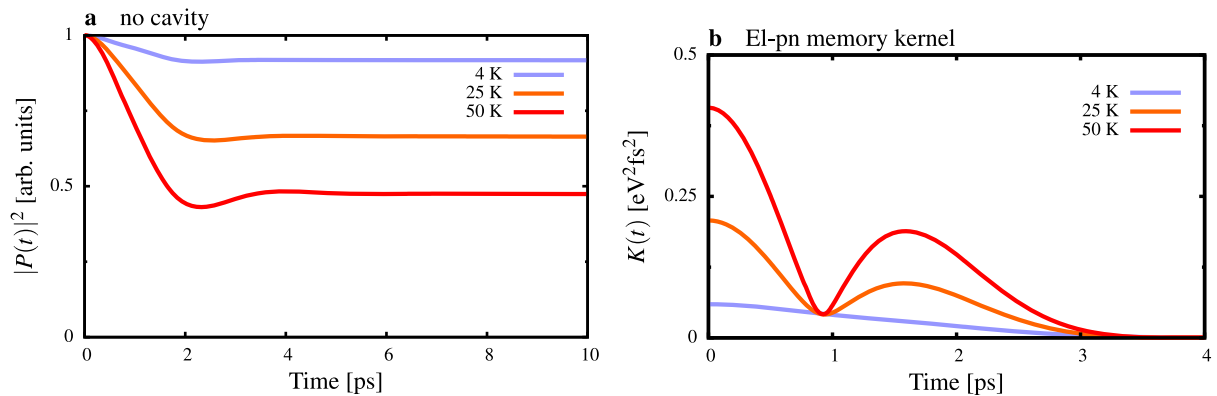 a no cavity
1
0.5
0
|P(t)|² [arb. units]
4 K
25 K
50 K
0 2 4 6 8 10
Time [ps]
b El-pn memory kernel
0.5
0.25
0
K(t) [eV²fs²]
4 K
25 K
50 K
0 1 2 3 4
Time [ps]